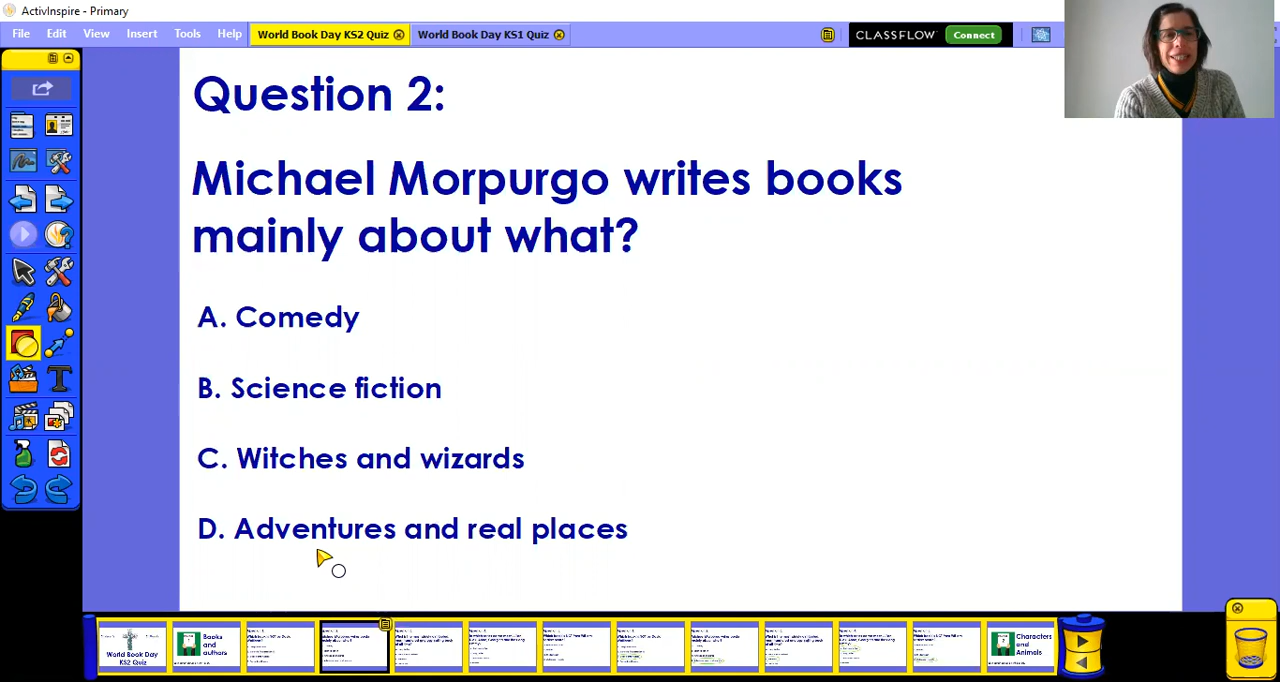 ActivInspire - Primary
File Edit View Insert Tools Help
World Book Day KS2 Quiz
World Book Day KS1 Quiz
CLASSFLOW
Connect
Question 2:
Michael Morpurgo writes books
mainly about what?
A. Comedy
B. Science fiction
C. Witches and wizards
D. Adventures and real places
World Book Day
KS2 Quiz
Books
and
authors
Characters
and
Animals